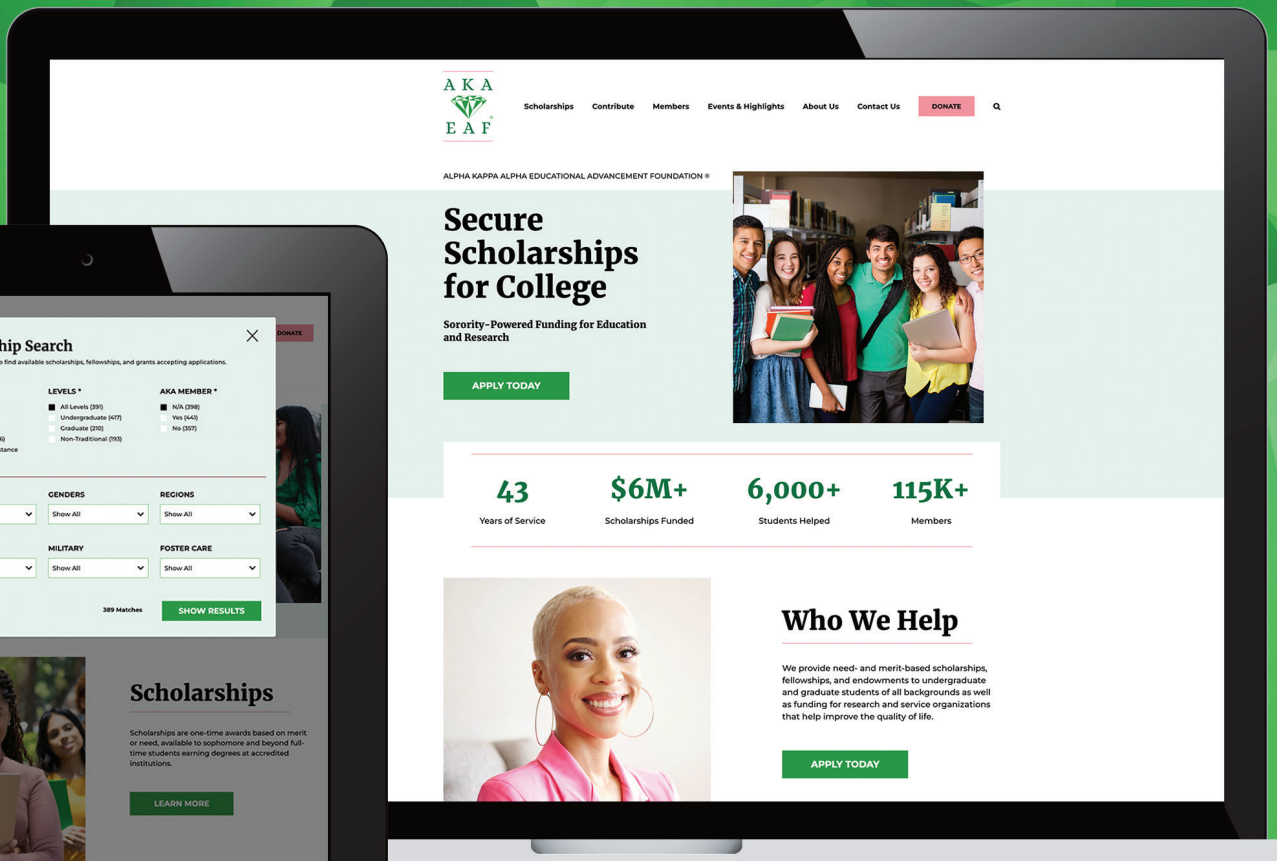 AKA
EAF®
Scholarships Contribute Members Events & Highlights About Us Contact Us DONATE
ALPHA KAPPA ALPHA EDUCATIONAL ADVANCEMENT FOUNDATION ®
Secure
Scholarships
for College
Sorority-Powered Funding for Education
and Research
APPLY TODAY
43 $6M+ 6,000+ 115K+
Years of Service Scholarships Funded Students Helped Members
Who We Help
We provide need- and merit-based scholarships,
fellowships, and endowments to undergraduate
and graduate students of all backgrounds as well
as funding for research and service organizations
that help improve the quality of life.
APPLY TODAY
DONATE
hip Search
o find available scholarships, fellowships, and grants accepting applications.
LEVELS * AKA MEMBER *
All Levels (391) N/A (398)
Undergraduate (417) Yes (441)
Graduate (210) No (357)
6) Non-Traditional (193)
stance
GENDERS REGIONS
Show All Show All
MILITARY FOSTER CARE
Show All Show All
389 Matches SHOW RESULTS
Scholarships
Scholarships are one-time awards based on merit
or need, available to sophomore and beyond full-
time students earning degrees at accredited
institutions.
LEARN MORE